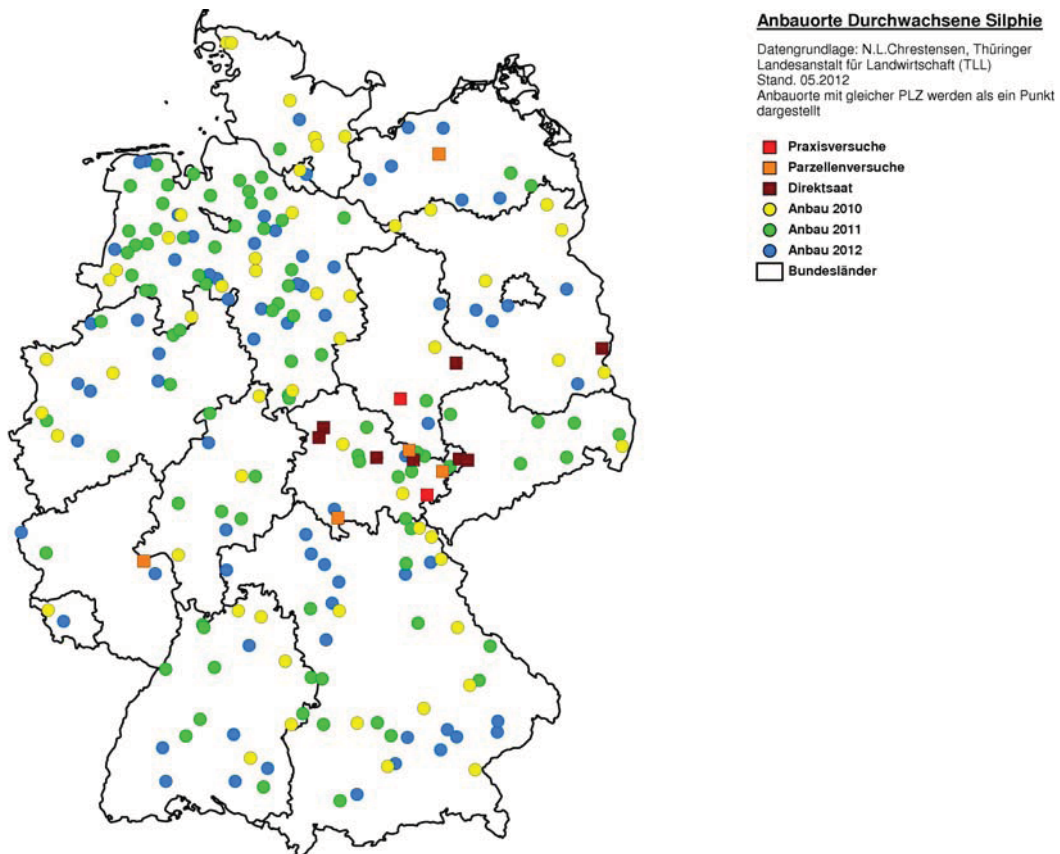 Anbauorte Durchwachsene Silphie
Datengrundlage: N.L.Chrestensen, Thüringer
Landesanstalt für Landwirtschaft (TLL)
Stand. 05.2012
Anbauorte mit gleicher PLZ werden als ein Punkt
dargestellt
Praxisversuche
Parzellenversuche
Direktsaat
Anbau 2010
Anbau 2011
Anbau 2012
Bundesländer